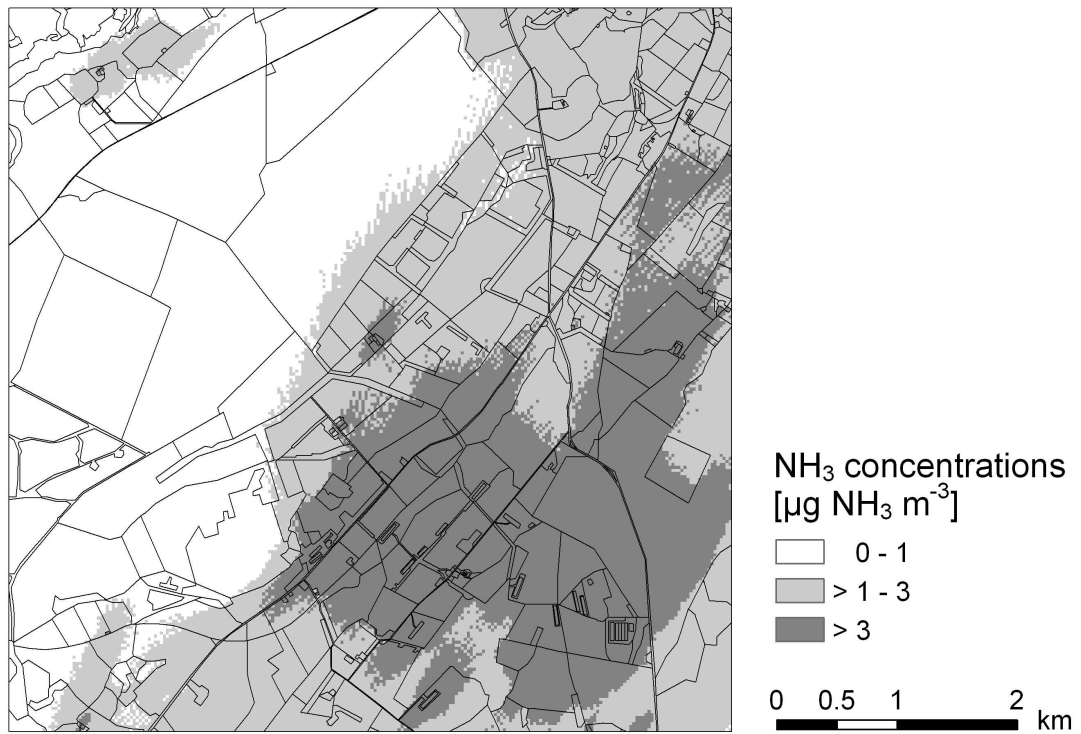 NH₃ concentrations
[µg NH₃ m⁻³]
0 - 1
> 1 - 3
> 3
0 0.5 1 2
km